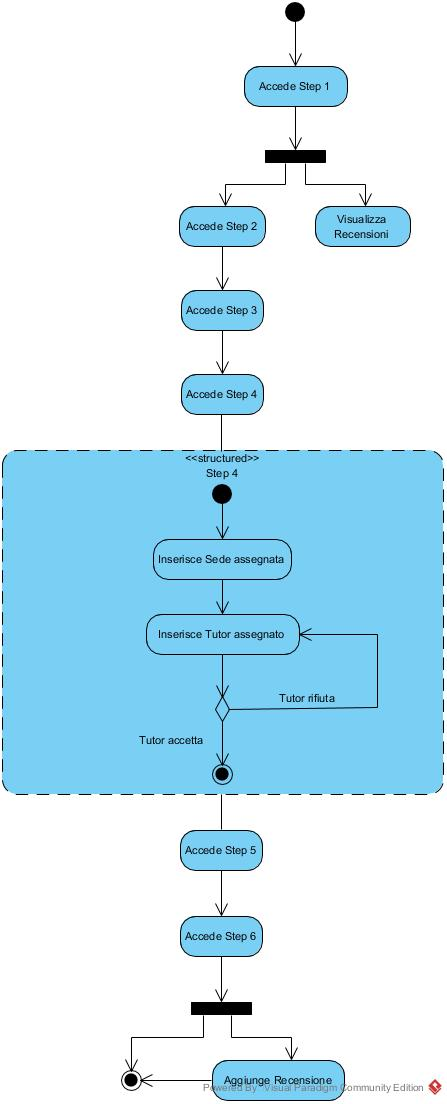 Accede Step 1
Accede Step 2
Visualizza
Recensioni
Accede Step 3
Accede Step 4
<<structured>>
Step 4
Inserisce Sede assegnata
Inserisce Tutor assegnato
Tutor rifiuta
Tutor accetta
Accede Step 5
Accede Step 6
Aggiunge Recensione
Powered By Visual Paradigm Community Edition